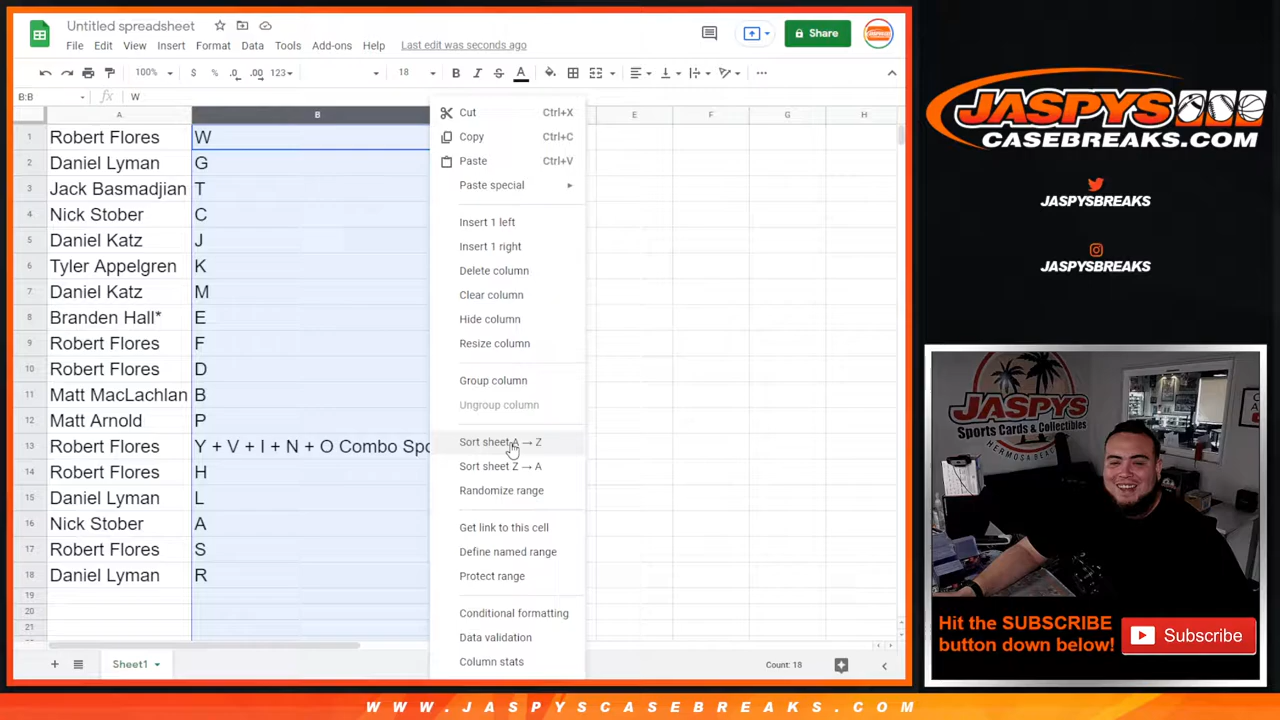 Untitled spreadsheet
File Edit View Insert Format Data Tools Add-ons Help Last edit was seconds ago
Share
100% $ % .0 .00 123 18 B I S A
B:B fx W
A B E F G H
1 Robert Flores W
2 Daniel Lyman G
3 Jack Basmadjian T
4 Nick Stober C
5 Daniel Katz J
6 Tyler Appelgren K
7 Daniel Katz M
8 Branden Hall* E
9 Robert Flores F
10 Robert Flores D
11 Matt MacLachlan B
12 Matt Arnold P
13 Robert Flores Y + V + I + N + O Combo Spo
14 Robert Flores H
15 Daniel Lyman L
16 Nick Stober A
17 Robert Flores S
18 Daniel Lyman R
19
20
21
Cut Ctrl+X
Copy Ctrl+C
Paste Ctrl+V
Paste special
Insert 1 left
Insert 1 right
Delete column
Clear column
Hide column
Resize column
Group column
Ungroup column
Sort sheet A → Z
Sort sheet Z → A
Randomize range
Get link to this cell
Define named range
Protect range
Conditional formatting
Data validation
Column stats
Sheet1
Count: 18
JASPYS
CASEBREAKS.COM
JASPYSBREAKS
JASPYSBREAKS
JASPYS
Sports Cards & Collectibles
HERMOSA BEACH
Hit the SUBSCRIBE
button down below!
Subscribe
WWW.JASPYSCASEBREAKS.COM